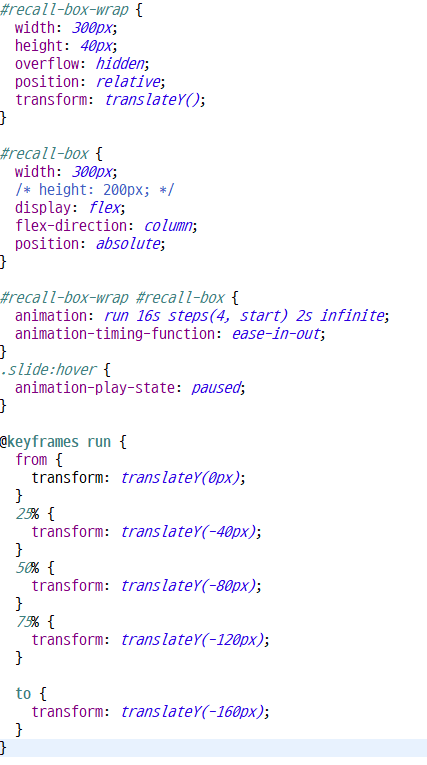 #recall-box-wrap {
  width: 300px;
  height: 40px;
  overflow: hidden;
  position: relative;
  transform: translateY();
}

#recall-box {
  width: 300px;
  /* height: 200px; */
  display: flex;
  flex-direction: column;
  position: absolute;
}

#recall-box-wrap #recall-box {
  animation: run 16s steps(4, start) 2s infinite;
  animation-timing-function: ease-in-out;
}
.slide:hover {
  animation-play-state: paused;
}

@keyframes run {
  from {
    transform: translateY(0px);
  }
  25% {
    transform: translateY(-40px);
  }
  50% {
    transform: translateY(-80px);
  }
  75% {
    transform: translateY(-120px);
  }

  to {
    transform: translateY(-160px);
  }
}